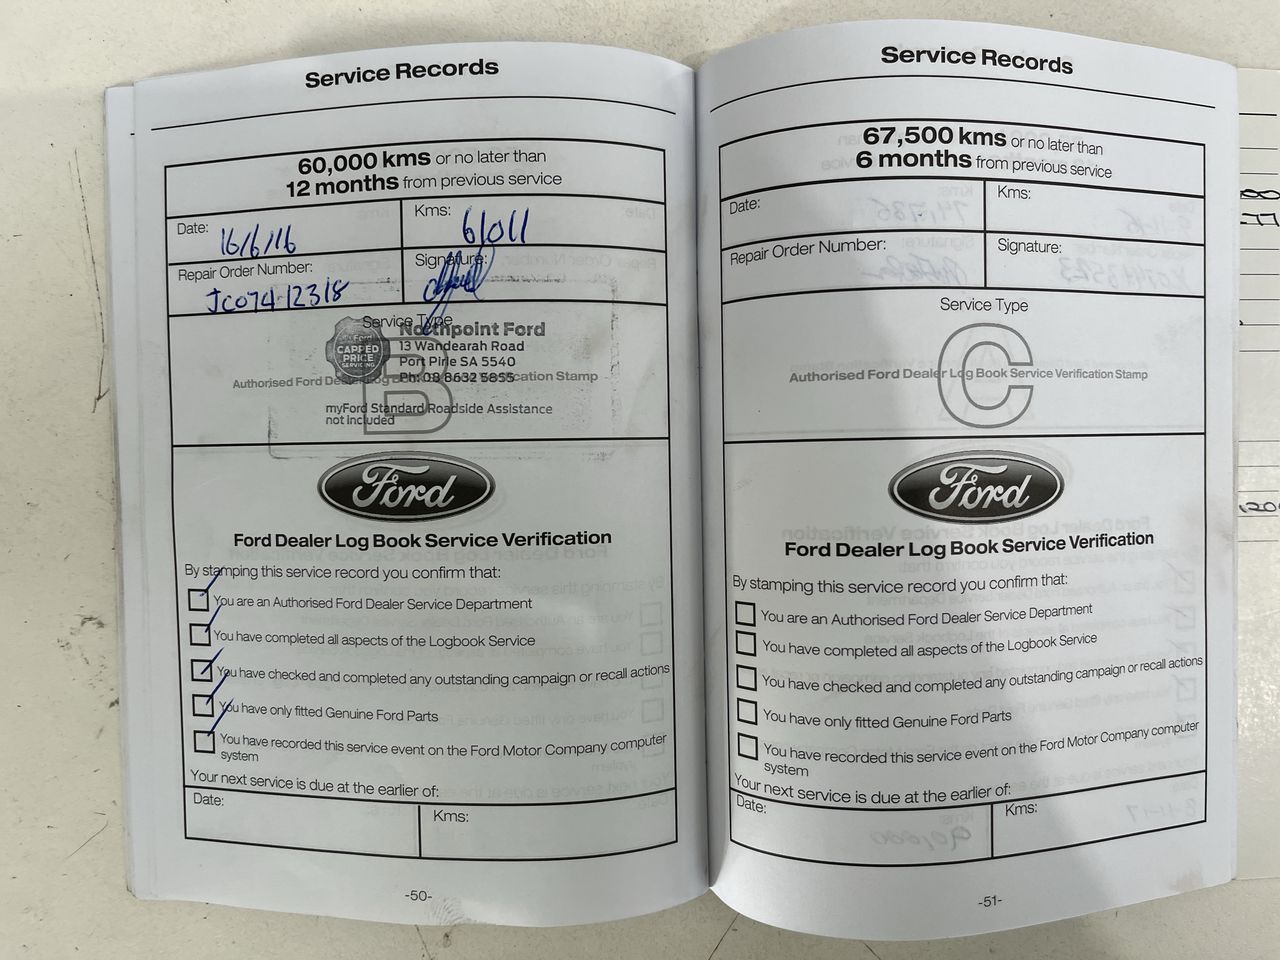 Service Records
60,000 kms or no later than
12 months from previous service
Date: 16/6/16
Kms: 61011
Repair Order Number: JC07412318
Signature:
Service Type
B
Northpoint Ford
13 Wandearah Road
Port Pirie SA 5540
Ph: 08 8632 5855
Ford
CAPPED
PRICE
SERVICING
Authorised Ford Dealer Log Book Service Verification Stamp
myFord Standard Roadside Assistance
not included
Ford
Ford Dealer Log Book Service Verification
By stamping this service record you confirm that:
You are an Authorised Ford Dealer Service Department
You have completed all aspects of the Logbook Service
You have checked and completed any outstanding campaign or recall actions
You have only fitted Genuine Ford Parts
You have recorded this service event on the Ford Motor Company computer
system
Your next service is due at the earlier of:
Date:
Kms:
-50-
Service Records
67,500 kms or no later than
6 months from previous service
Date:
Kms:
Repair Order Number:
Signature:
Service Type
C
Authorised Ford Dealer Log Book Service Verification Stamp
Ford
Ford Dealer Log Book Service Verification
By stamping this service record you confirm that:
You are an Authorised Ford Dealer Service Department
You have completed all aspects of the Logbook Service
You have checked and completed any outstanding campaign or recall actions
You have only fitted Genuine Ford Parts
You have recorded this service event on the Ford Motor Company computer
system
Your next service is due at the earlier of:
Date:
Kms:
-51-